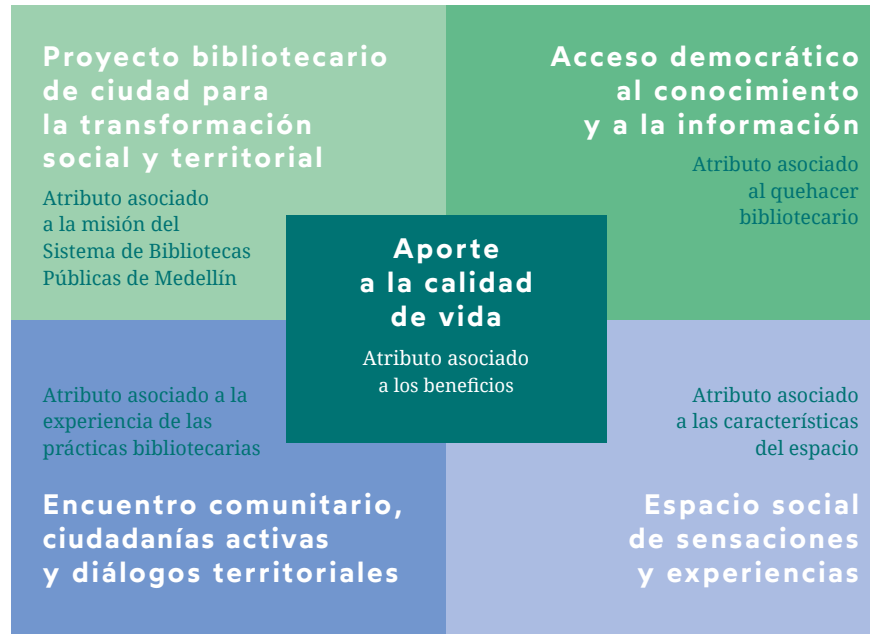 Proyecto bibliotecario
de ciudad para
la transformación
social y territorial
Atributo asociado
a la misión del
Sistema de Bibliotecas
Públicas de Medellín
Acceso democrático
al conocimiento
y a la información
Atributo asociado
al quehacer
bibliotecario
Aporte
a la calidad
de vida
Atributo asociado
a los beneficios
Atributo asociado a la
experiencia de las
prácticas bibliotecarias
Encuentro comunitario,
ciudadanías activas
y diálogos territoriales
Atributo asociado
a las características
del espacio
Espacio social
de sensaciones
y experiencias